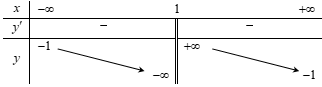 x −∞ 1 +∞
y′ − −
−1 +∞
y
−∞ −1